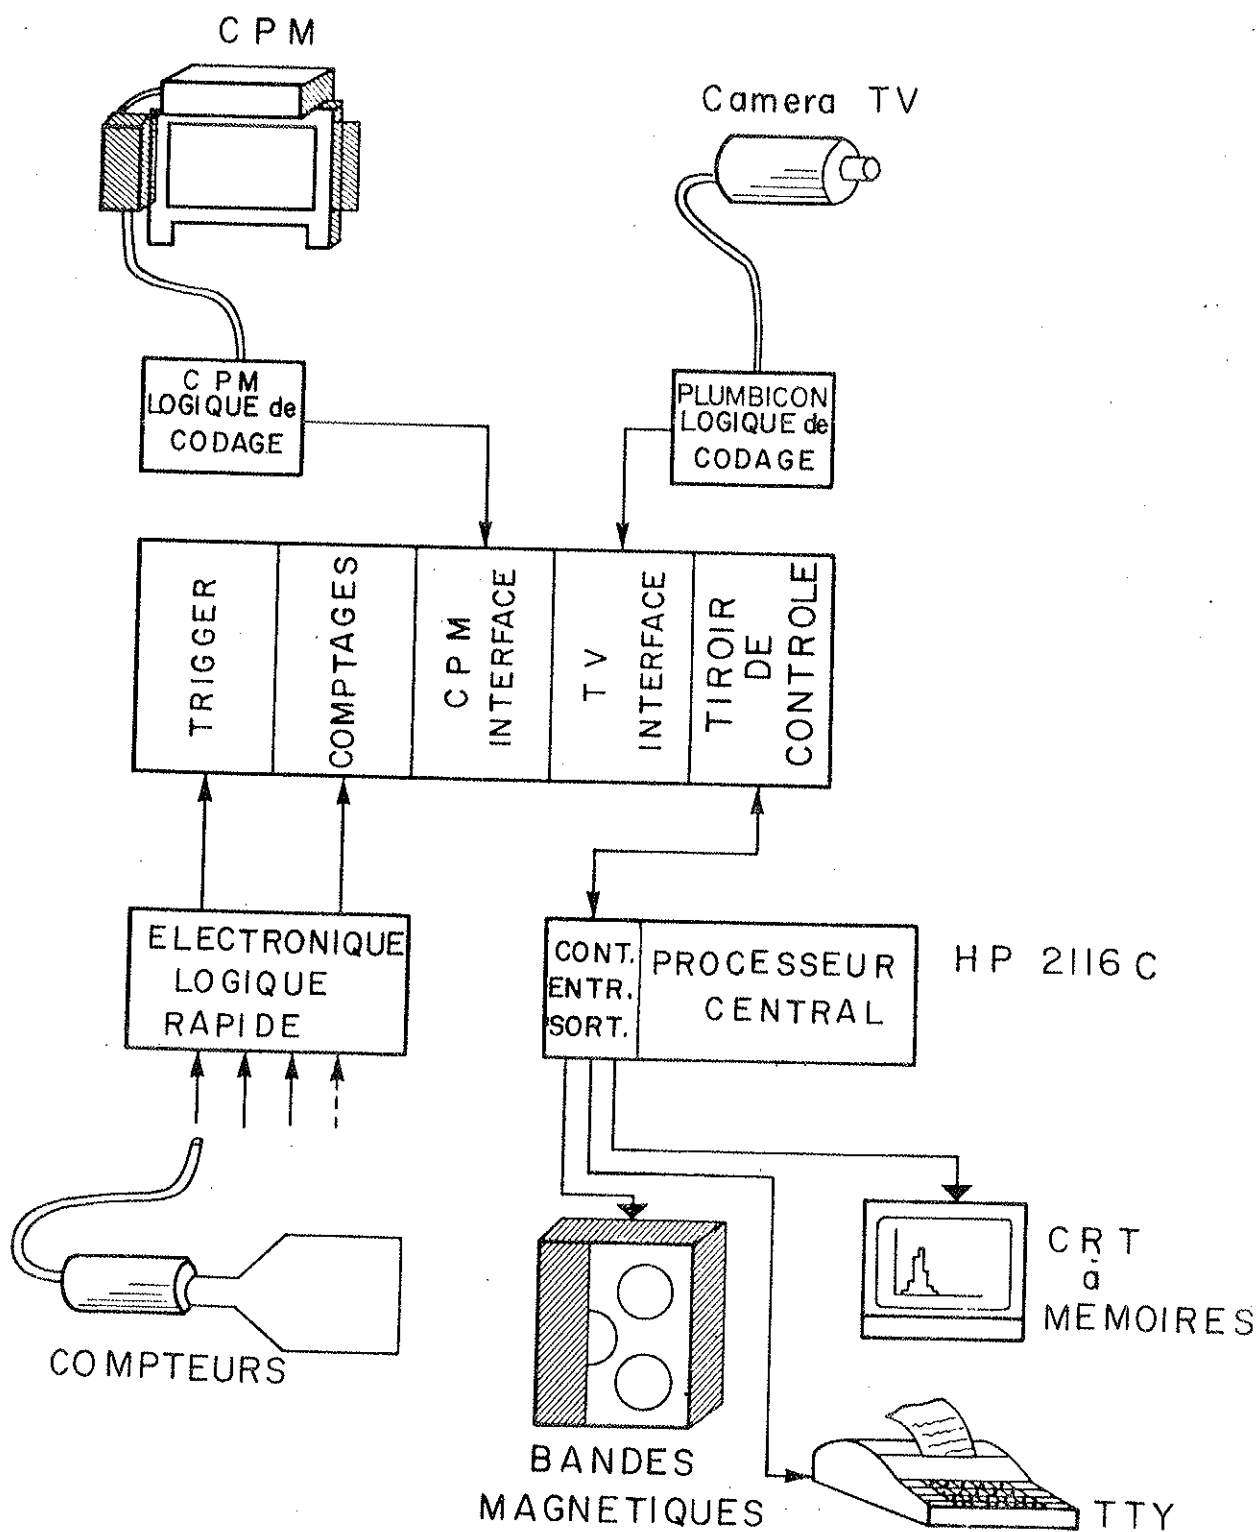 CPM
Camera TV
CPM
LOGIQUE de
CODAGE
PLUMBICON
LOGIQUE de
CODAGE
TRIGGER
COMPTAGES
CPM
INTERFACE
TV
INTERFACE
TIROIR
DE
CONTROLE
ELECTRONIQUE
LOGIQUE
RAPIDE
CONT.
ENTR.
SORT.
PROCESSEUR
CENTRAL
HP 2116 C
COMPTEURS
CRT
à
MEMOIRES
BANDES
MAGNETIQUES
TTY